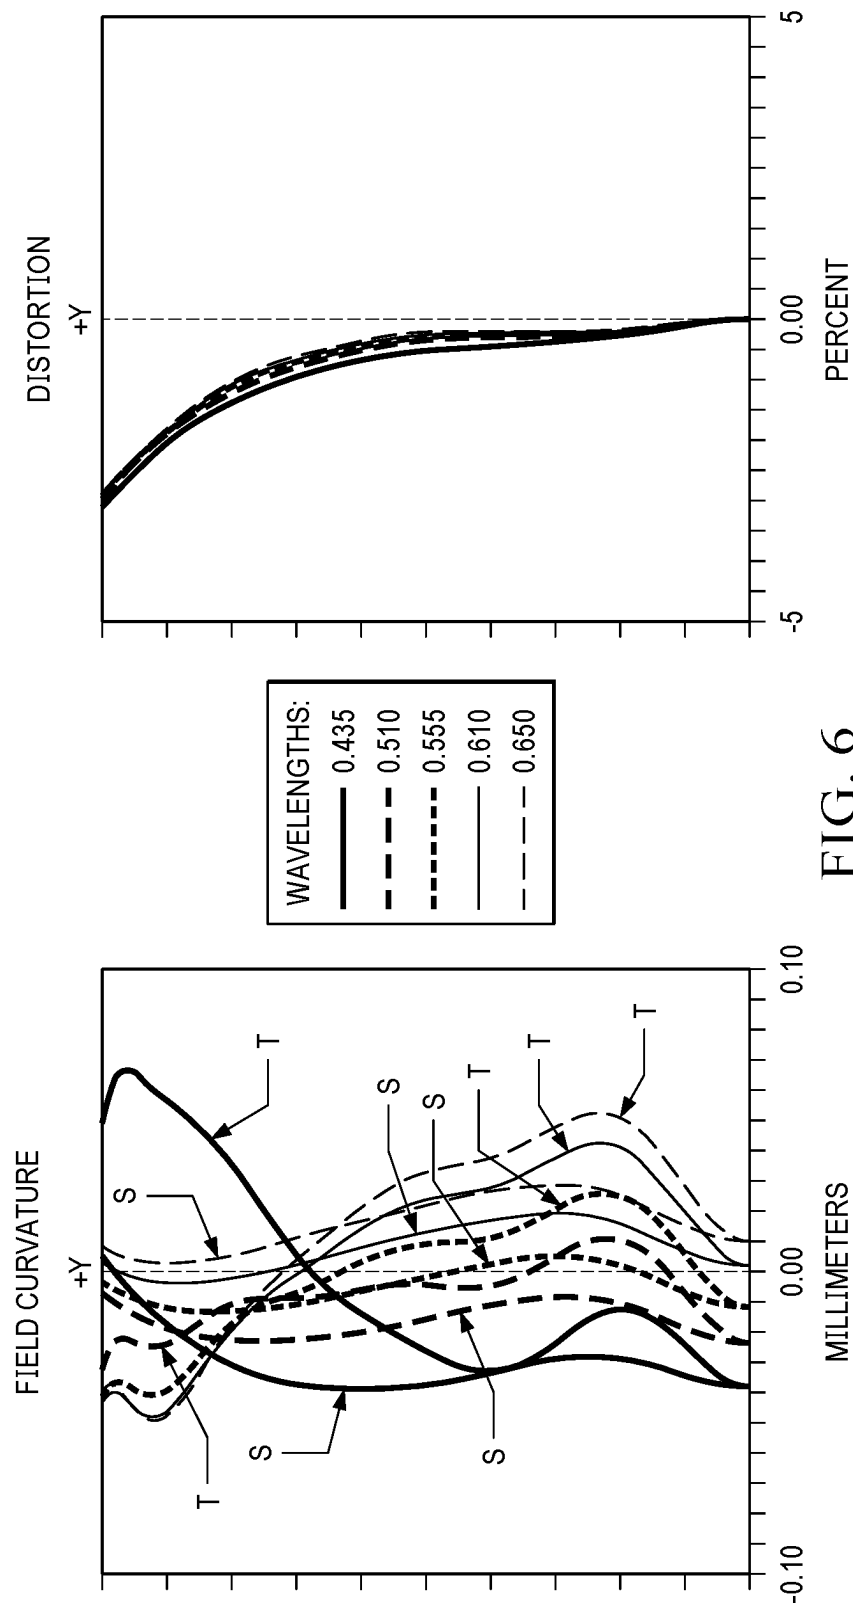 FIELD CURVATURE
+Y
S
T
S
T
S
S
T
S
T
T
-0.10
0.00
0.10
MILLIMETERS
WAVELENGTHS:
0.435
0.510
0.555
0.610
0.650
DISTORTION
+Y
-5
0.00
5
PERCENT
FIG. 6